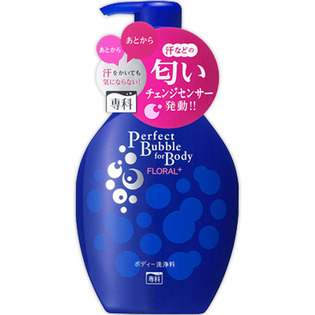 あとから
あとから
汗をかいても
気にならない!
専科
汗などの
匂い
チェンジセンサー
発動!!
Perfect
Bubble
for Body
FLORAL+
ボディー洗浄料
専科